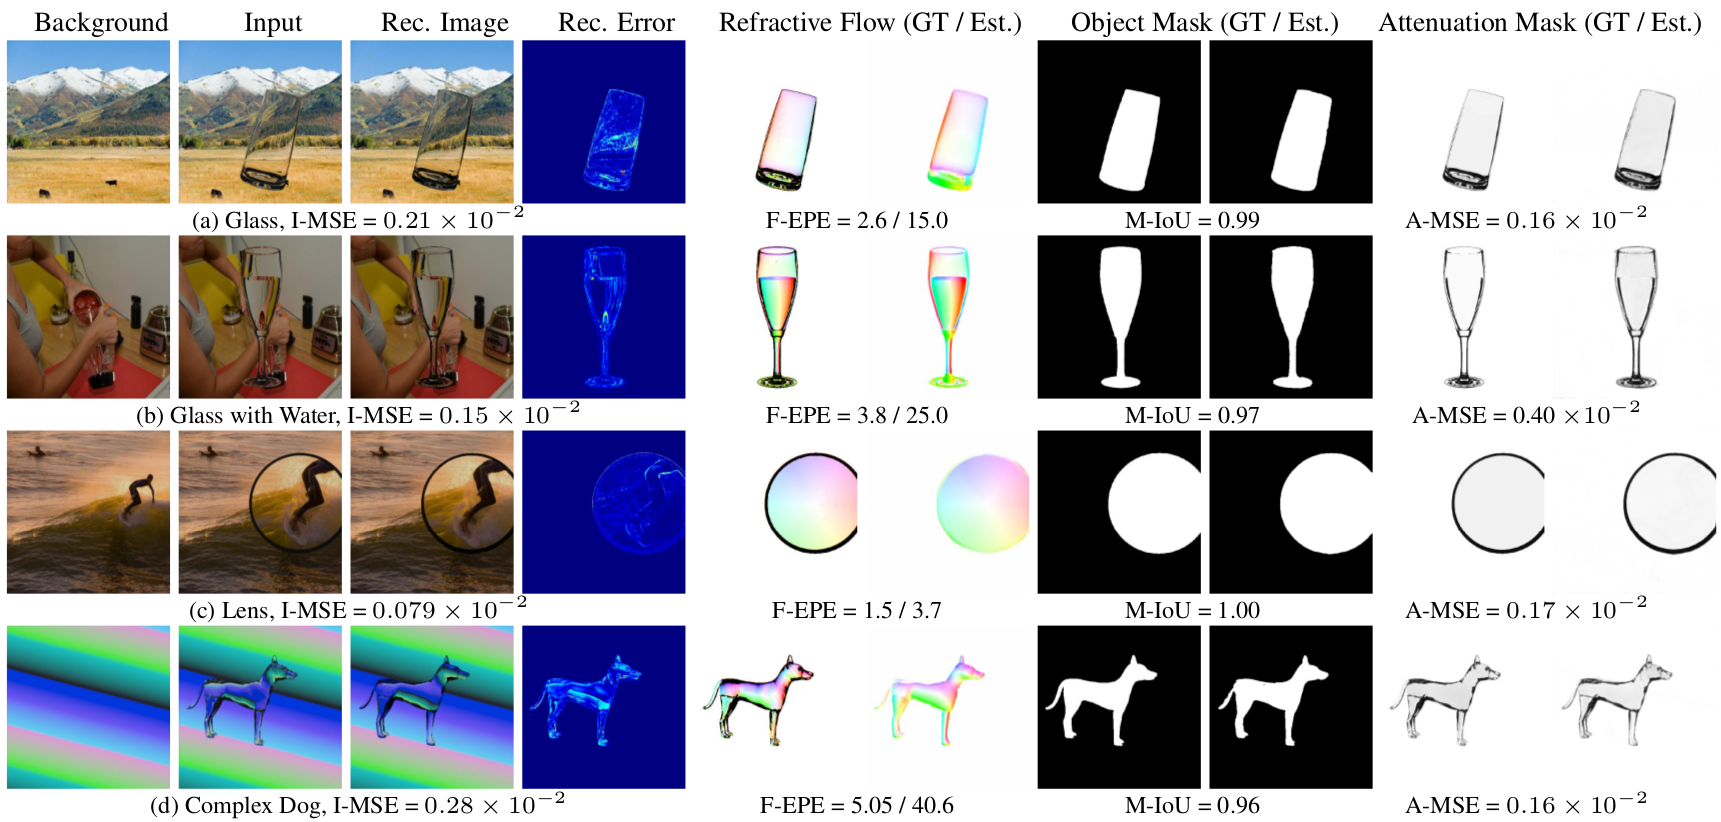 Background Input Rec. Image Rec. Error Refractive Flow (GT / Est.) Object Mask (GT / Est.) Attenuation Mask (GT / Est.)
(a) Glass, I-MSE = 0.21 × 10⁻² F-EPE = 2.6 / 15.0 M-IoU = 0.99 A-MSE = 0.16 × 10⁻²
(b) Glass with Water, I-MSE = 0.15 × 10⁻² F-EPE = 3.8 / 25.0 M-IoU = 0.97 A-MSE = 0.40 ×10⁻²
(c) Lens, I-MSE = 0.079 × 10⁻² F-EPE = 1.5 / 3.7 M-IoU = 1.00 A-MSE = 0.17 × 10⁻²
(d) Complex Dog, I-MSE = 0.28 × 10⁻² F-EPE = 5.05 / 40.6 M-IoU = 0.96 A-MSE = 0.16 × 10⁻²